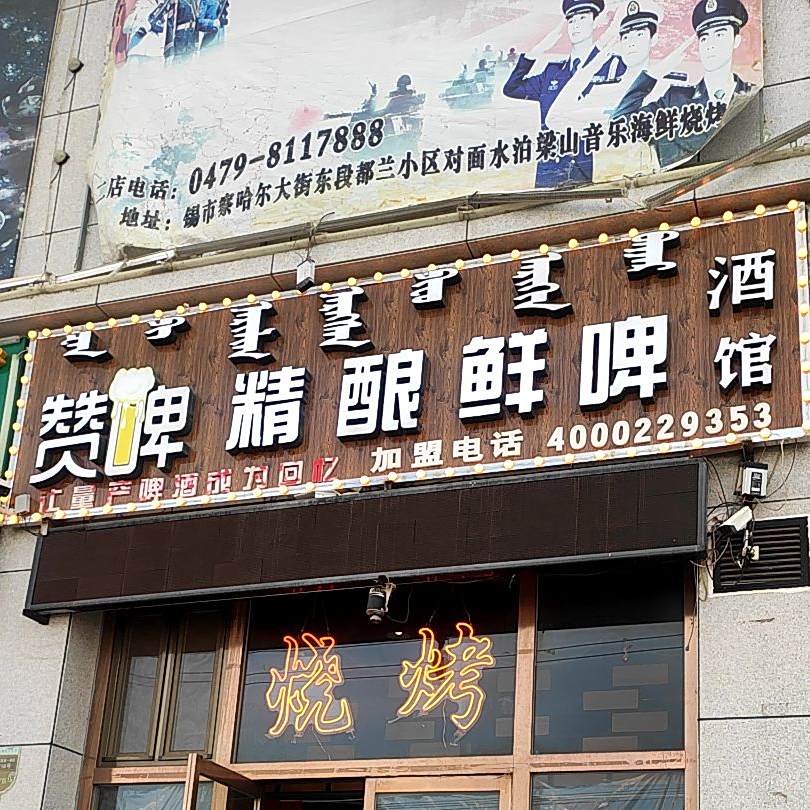 店电话：0479-8117888
地址：锡市察哈尔大街东段都兰小区对面水泊梁山音乐海鲜烧烤
赞啤 精酿鲜啤
酒馆
让量产啤酒成为回忆
加盟电话 4000229353
烧烤